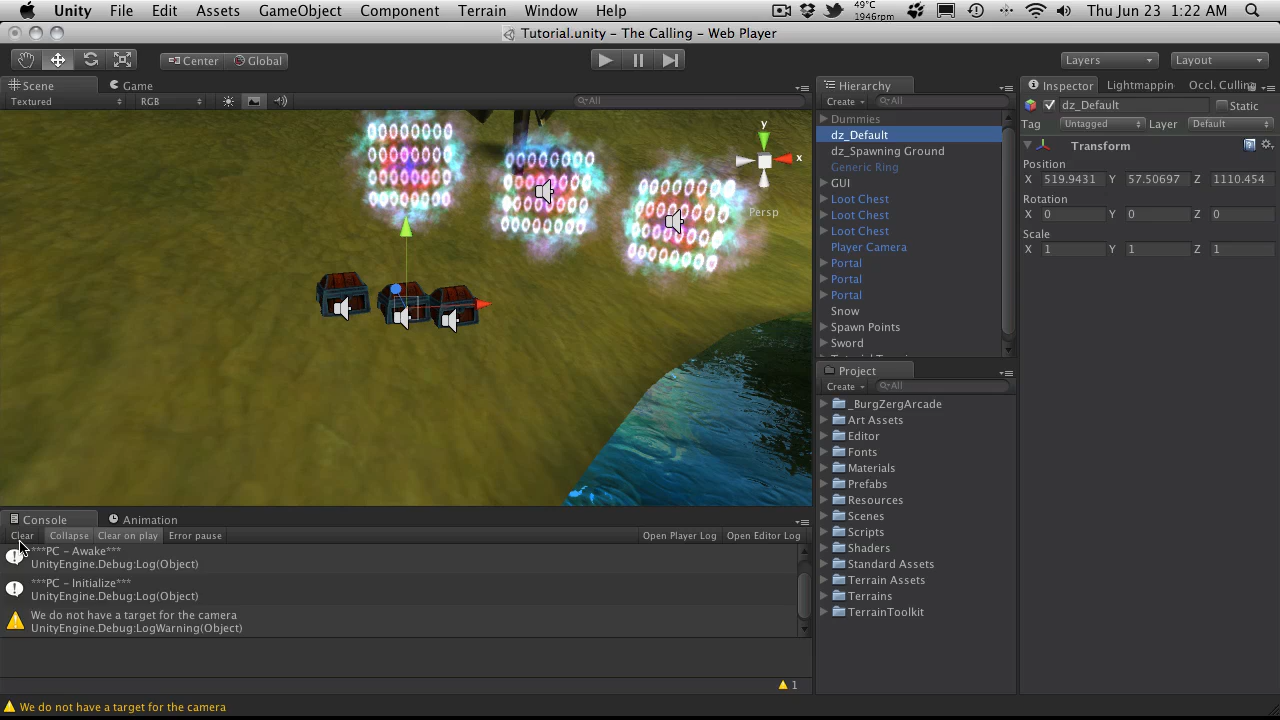 Unity File Edit Assets GameObject Component Terrain Window Help 49°C 1946rpm Thu Jun 23 1:22 AM
Tutorial.unity – The Calling – Web Player
Center Global Layers Layout
Scene Game
Textured RGB All
y
x
z
Persp
Hierarchy
Create All
Dummies
dz_Default
dz_Spawning Ground
Generic Ring
GUI
Loot Chest
Loot Chest
Loot Chest
Player Camera
Portal
Portal
Portal
Snow
Spawn Points
Sword
Project
Create All
_BurgZergArcade
Art Assets
Editor
Fonts
Materials
Prefabs
Resources
Scenes
Scripts
Shaders
Standard Assets
Terrain Assets
Terrains
TerrainToolkit
Inspector Lightmappin Occl. Culling
dz_Default Static
Tag Untagged Layer Default
Transform
Position
X 519.9431 Y 57.50697 Z 1110.454
Rotation
X 0 Y 0 Z 0
Scale
X 1 Y 1 Z 1
Console Animation
Clear Collapse Clear on play Error pause Open Player Log Open Editor Log
***PC – Awake***
UnityEngine.Debug:Log(Object)
***PC – Initialize***
UnityEngine.Debug:Log(Object)
We do not have a target for the camera
UnityEngine.Debug:LogWarning(Object)
1
We do not have a target for the camera